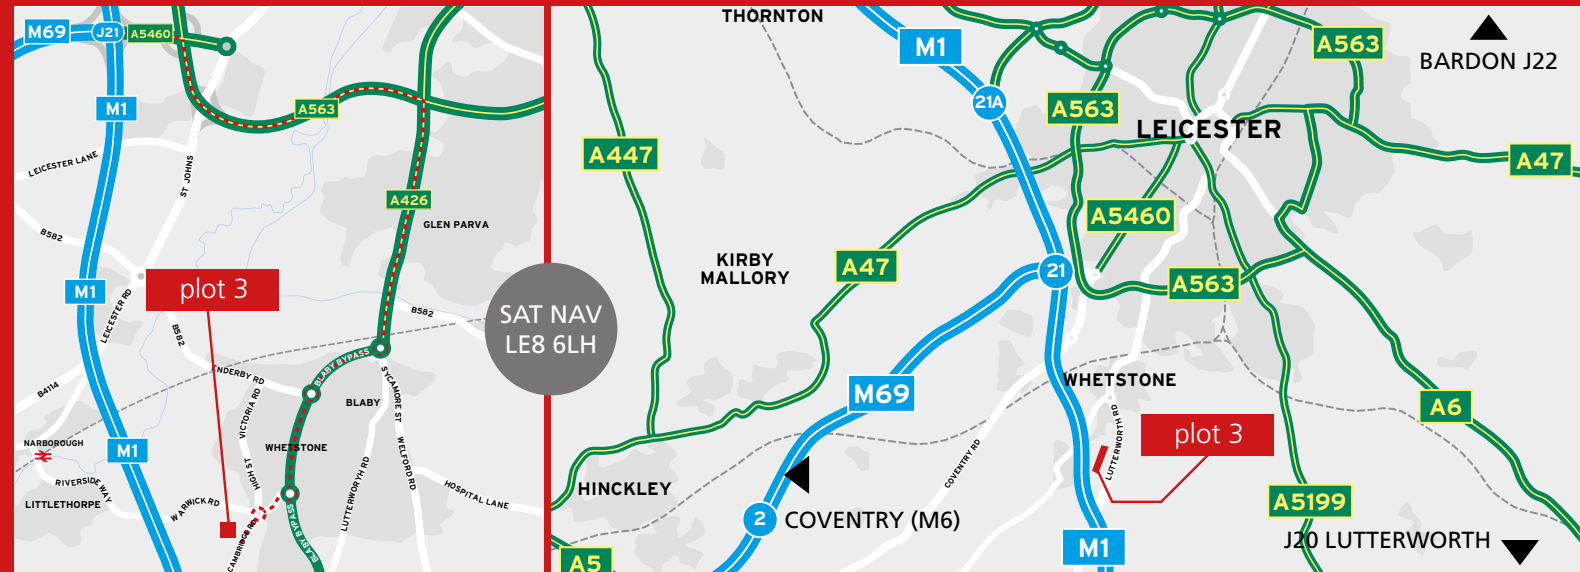 M69
J21
A5460
M1
A563
LEICESTER LANE
ST JOHNS
A426
GLEN PARVA
B582
plot 3
M1
LEICESTER RD
B582
B582
BLABY BYPASS
ENDERBY RD
B4114
VICTORIA RD
BLABY
SYCAMORE ST
NARBOROUGH
M1
WHETSTONE
HIGH ST
LUTTERWORYH RD
WELFORD RD
RIVERSIDE WAY
LITTLETHORPE
WARWICK RD
HOSPITAL LANE
CAMBRIDGE RD
BLABY BYPASS
SAT NAV
LE8 6LH
THORNTON
M1
A563
BARDON J22
21A
A563
LEICESTER
A447
A47
A5460
KIRBY
MALLORY
A47
21
A563
M69
WHETSTONE
A6
LUTTERWORTH RD
plot 3
COVENTRY RD
HINCKLEY
2
COVENTRY (M6)
A5199
M1
J20 LUTTERWORTH
A5